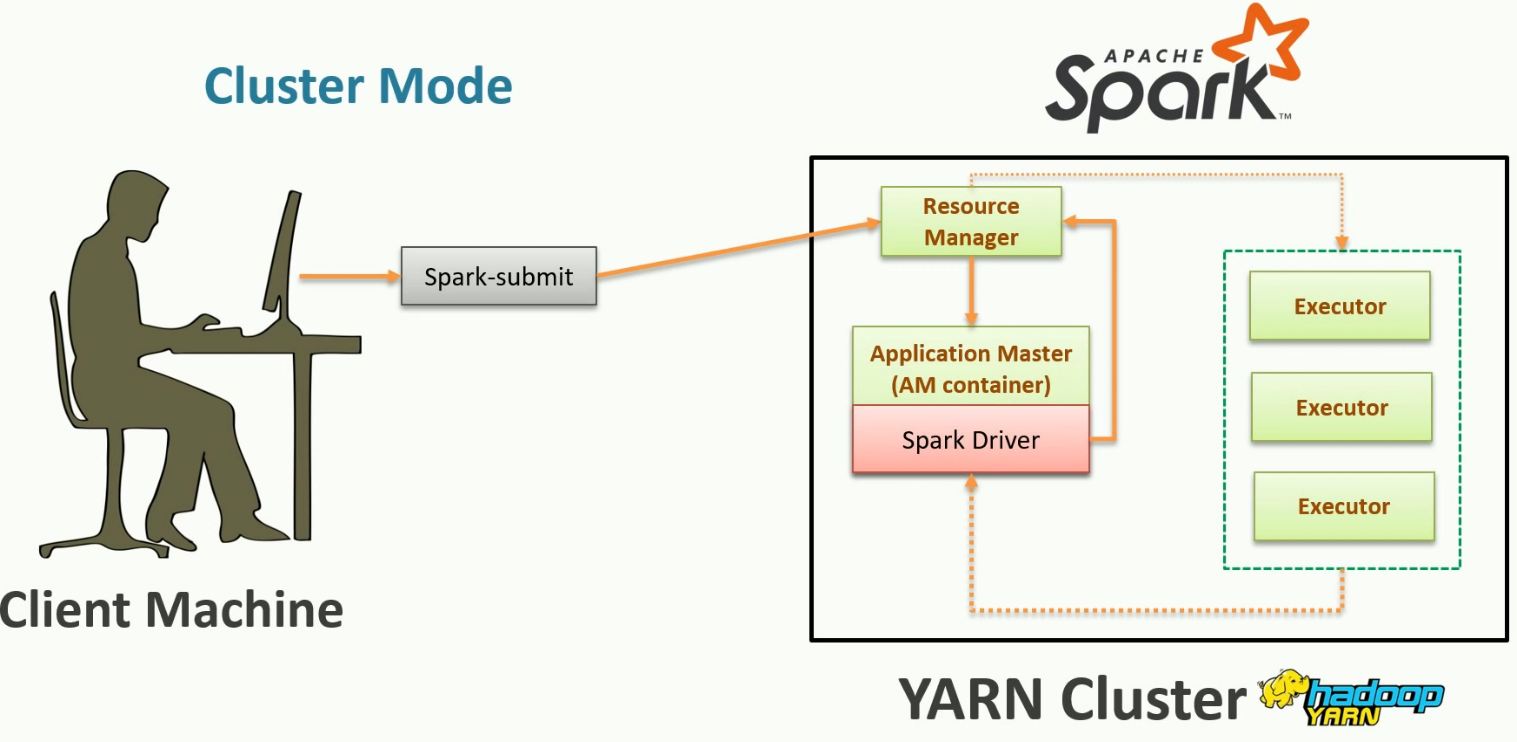 Cluster Mode
APACHE
Spark™
Spark-submit
Resource
Manager
Application Master
(AM container)
Spark Driver
Executor
Executor
Executor
Client Machine
YARN Cluster
hadoop
YARN